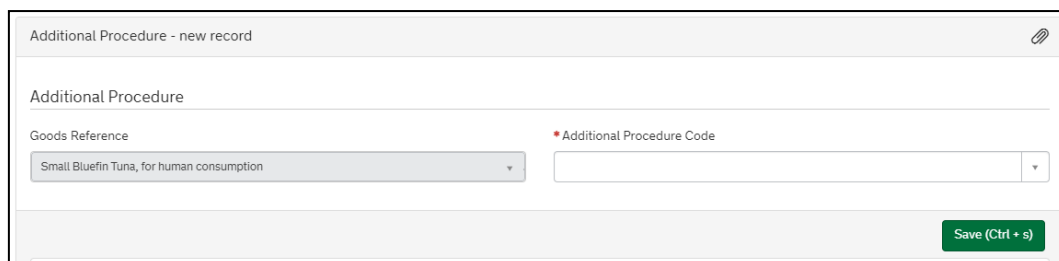 Additional Procedure - new record
Additional Procedure
Goods Reference
* Additional Procedure Code
Small Bluefin Tuna, for human consumption
Save (Ctrl + s)